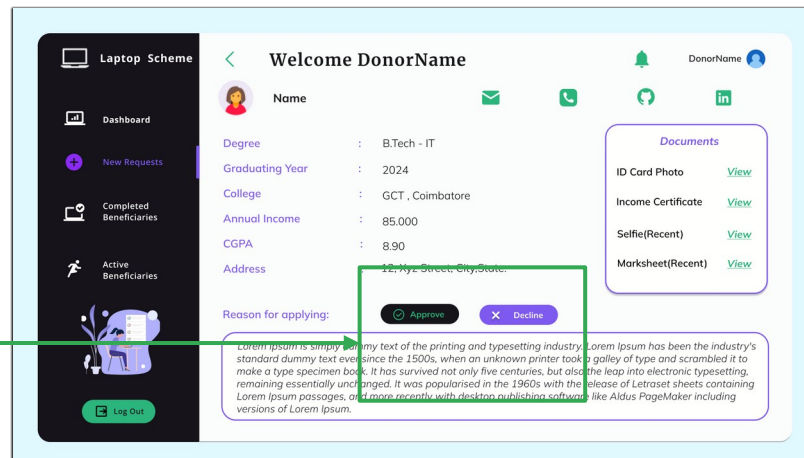 Laptop Scheme
Welcome DonorName
DonorName
Name
Dashboard
New Requests
Completed
Beneficiaries
Active
Beneficiaries
Log Out
Degree : B.Tech - IT
Graduating Year : 2024
College : GCT , Coimbatore
Annual Income : 85.000
CGPA : 8.90
Address : 12, Xyz Street, City,State.
Documents
ID Card Photo View
Income Certificate View
Selfie(Recent) View
Marksheet(Recent) View
Reason for applying:
Approve
X Decline
Lorem Ipsum is simply dummy text of the printing and typesetting industry. Lorem Ipsum has been the industry's
standard dummy text ever since the 1500s, when an unknown printer took a galley of type and scrambled it to
make a type specimen book. It has survived not only five centuries, but also the leap into electronic typesetting,
remaining essentially unchanged. It was popularised in the 1960s with the release of Letraset sheets containing
Lorem Ipsum passages, and more recently with desktop publishing software like Aldus PageMaker including
versions of Lorem Ipsum.